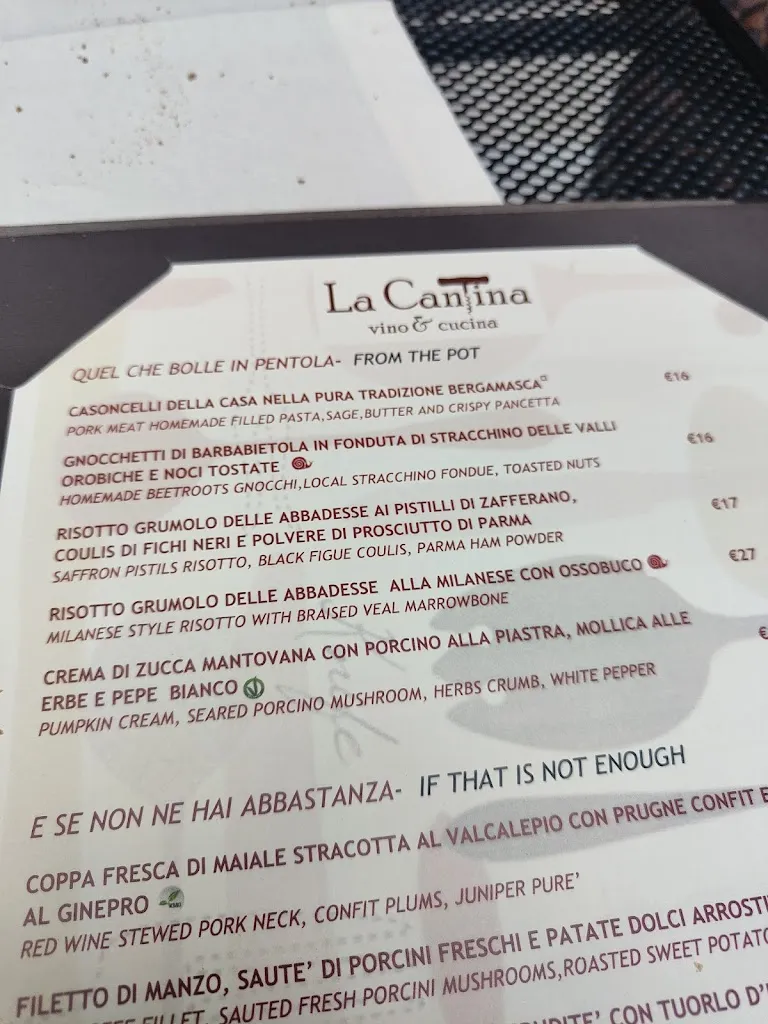 La Cantina
vino & cucina
QUEL CHE BOLLE IN PENTOLA- FROM THE POT
CASONCELLI DELLA CASA NELLA PURA TRADIZIONE BERGAMASCA¤ €16
PORK MEAT HOMEMADE FILLED PASTA,SAGE,BUTTER AND CRISPY PANCETTA
GNOCCHETTI DI BARBABIETOLA IN FONDUTA DI STRACCHINO DELLE VALLI €16
OROBICHE E NOCI TOSTATE
HOMEMADE BEETROOTS GNOCCHI,LOCAL STRACCHINO FONDUE, TOASTED NUTS
RISOTTO GRUMOLO DELLE ABBADESSE AI PISTILLI DI ZAFFERANO, €17
COULIS DI FICHI NERI E POLVERE DI PROSCIUTTO DI PARMA
SAFFRON PISTILS RISOTTO, BLACK FIGUE COULIS, PARMA HAM POWDER
RISOTTO GRUMOLO DELLE ABBADESSE ALLA MILANESE CON OSSOBUCO €27
MILANESE STYLE RISOTTO WITH BRAISED VEAL MARROWBONE
CREMA DI ZUCCA MANTOVANA CON PORCINO ALLA PIASTRA, MOLLICA ALLE €
ERBE E PEPE BIANCO
PUMPKIN CREAM, SEARED PORCINO MUSHROOM, HERBS CRUMB, WHITE PEPPER
E SE NON NE HAI ABBASTANZA- IF THAT IS NOT ENOUGH
COPPA FRESCA DI MAIALE STRACOTTA AL VALCALEPIO CON PRUGNE CONFIT E
AL GINEPRO
RED WINE STEWED PORK NECK, CONFIT PLUMS, JUNIPER PURE'
FILETTO DI MANZO, SAUTE' DI PORCINI FRESCHI E PATATE DOLCI ARROSTI
FILLET, SAUTED FRESH PORCINI MUSHROOMS,ROASTED SWEET POTATO
CON TUORLO D'